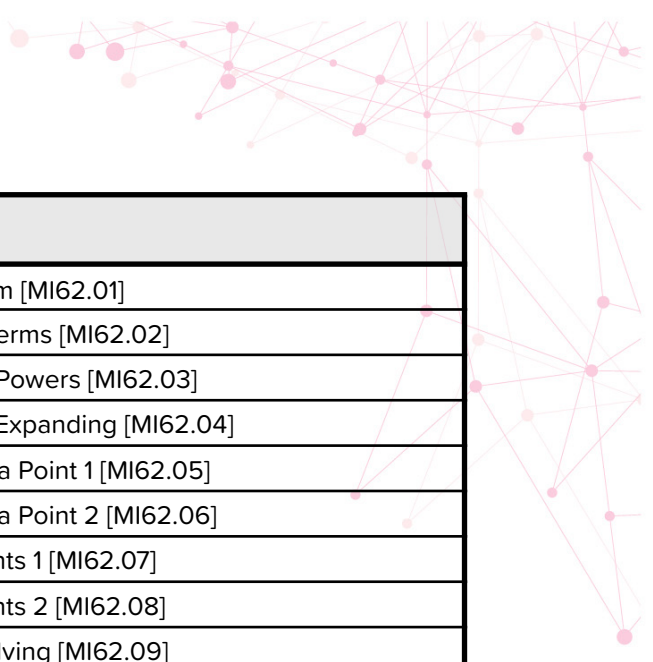 m [MI62.01]
erms [MI62.02]
Powers [MI62.03]
Expanding [MI62.04]
a Point 1 [MI62.05]
a Point 2 [MI62.06]
nts 1 [MI62.07]
nts 2 [MI62.08]
lving [MI62.09]